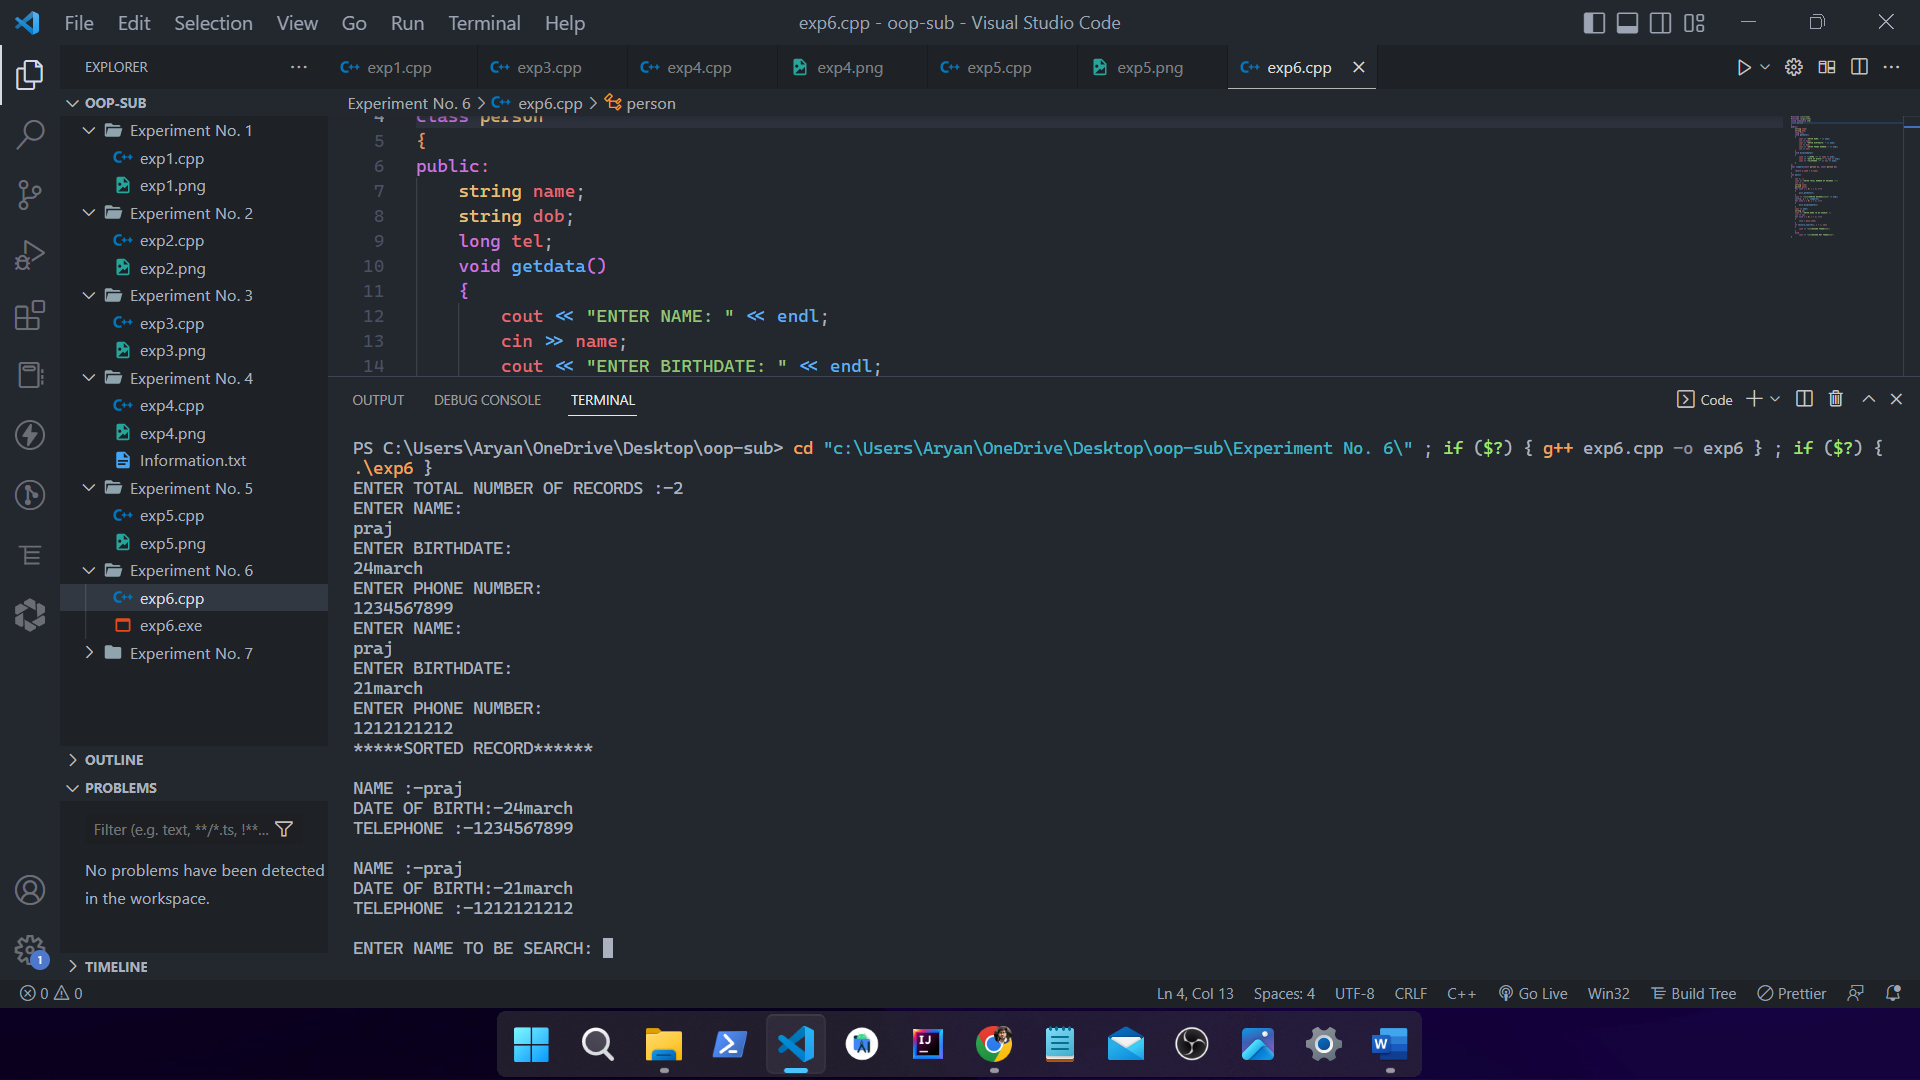 File Edit Selection View Go Run Terminal Help
exp6.cpp - oop-sub - Visual Studio Code
EXPLORER
exp1.cpp
exp3.cpp
exp4.cpp
exp4.png
exp5.cpp
exp5.png
exp6.cpp
OOP-SUB
Experiment No. 1
exp1.cpp
exp1.png
Experiment No. 2
exp2.cpp
exp2.png
Experiment No. 3
exp3.cpp
exp3.png
Experiment No. 4
exp4.cpp
exp4.png
Information.txt
Experiment No. 5
exp5.cpp
exp5.png
Experiment No. 6
exp6.cpp
exp6.exe
Experiment No. 7
OUTLINE
PROBLEMS
Filter (e.g. text, **/*.ts, !**...
No problems have been detected
in the workspace.
TIMELINE
Experiment No. 6 > exp6.cpp > person
4 class person
5 {
6 public:
7 string name;
8 string dob;
9 long tel;
10 void getdata()
11 {
12 cout << "ENTER NAME: " << endl;
13 cin >> name;
14 cout << "ENTER BIRTHDATE: " << endl;
OUTPUT DEBUG CONSOLE TERMINAL
Code
PS C:\Users\Aryan\OneDrive\Desktop\oop-sub> cd "c:\Users\Aryan\OneDrive\Desktop\oop-sub\Experiment No. 6\" ; if ($?) { g++ exp6.cpp -o exp6 } ; if ($?) {
.\exp6 }
ENTER TOTAL NUMBER OF RECORDS :-2
ENTER NAME:
praj
ENTER BIRTHDATE:
24march
ENTER PHONE NUMBER:
1234567899
ENTER NAME:
praj
ENTER BIRTHDATE:
21march
ENTER PHONE NUMBER:
1212121212
*****SORTED RECORD******
NAME :-praj
DATE OF BIRTH:-24march
TELEPHONE :-1234567899
NAME :-praj
DATE OF BIRTH:-21march
TELEPHONE :-1212121212
ENTER NAME TO BE SEARCH:
1
0 0
Ln 4, Col 13 Spaces: 4 UTF-8 CRLF C++ Go Live Win32 Build Tree Prettier